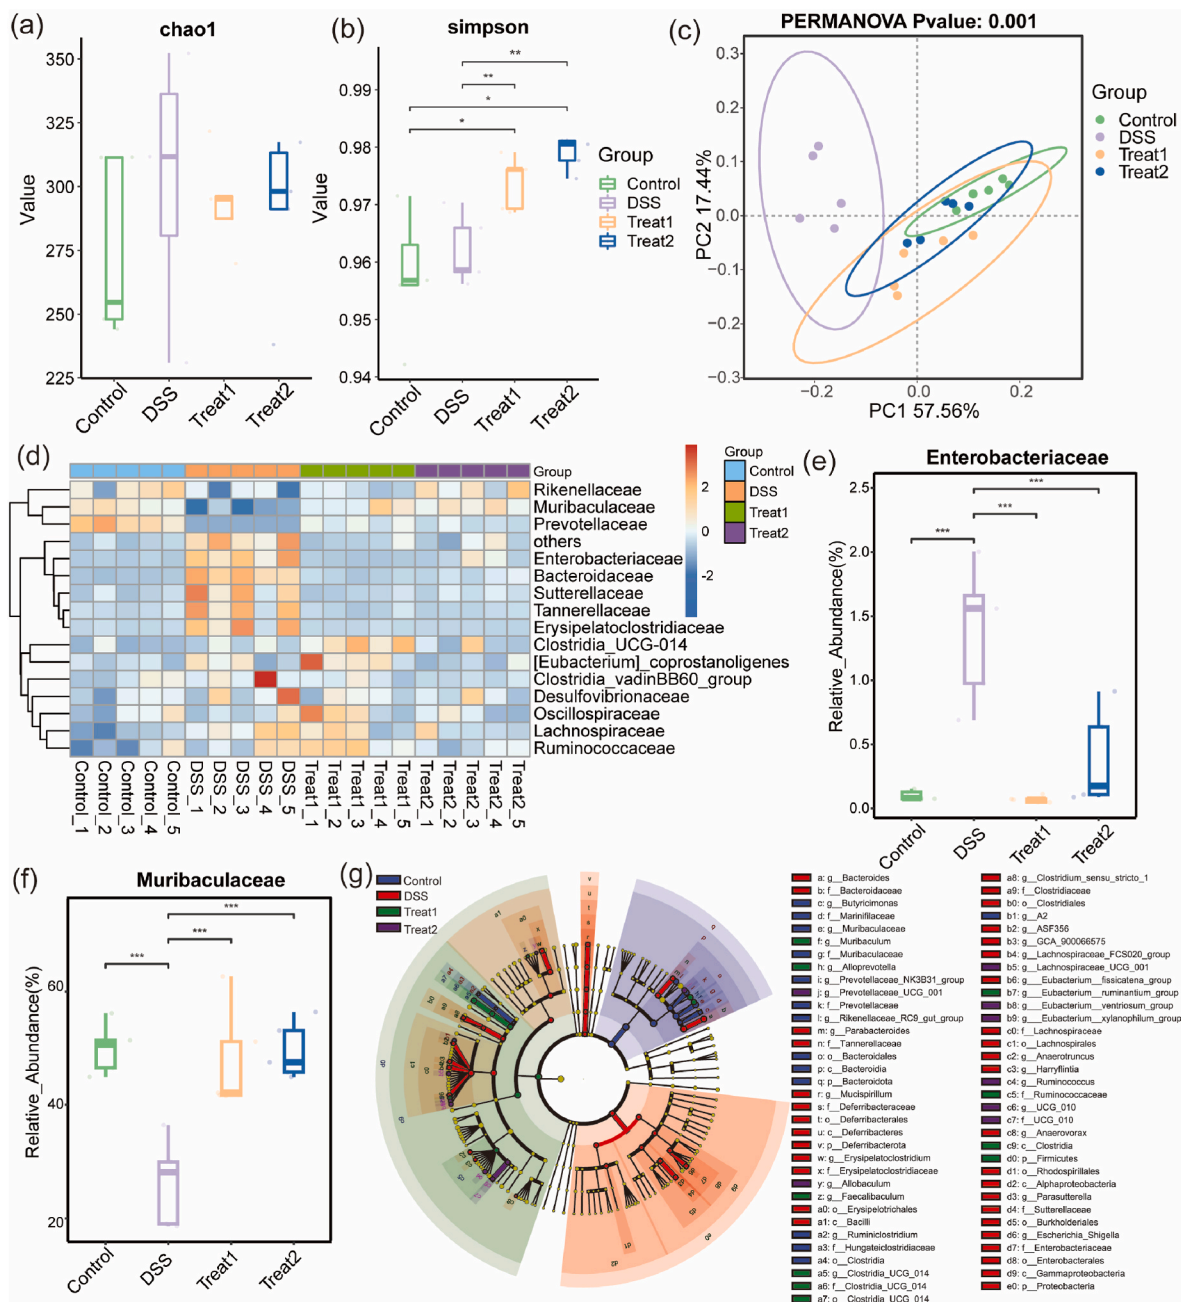 (a)
chao1
Value
350
325
300
275
250
225
Control
DSS
Treat1
Treat2
(b)
simpson
Value
0.99
0.98
0.97
0.96
0.95
0.94
**
**
*
*
Control
DSS
Treat1
Treat2
Group
Control
DSS
Treat1
Treat2
(c)
PERMANOVA Pvalue: 0.001
PC2 17.44%
0.3
0.2
0.1
0.0
−0.1
−0.2
−0.3
−0.2
0.0
0.2
PC1 57.56%
Group
Control
DSS
Treat1
Treat2
(d)
Group
Rikenellaceae
Muribaculaceae
Prevotellaceae
others
Enterobacteriaceae
Bacteroidaceae
Sutterellaceae
Tannerellaceae
Erysipelatoclostridiaceae
Clostridia_UCG-014
[Eubacterium]_coprostanoligenes
Clostridia_vadinBB60_group
Desulfovibrionaceae
Oscillospiraceae
Lachnospiraceae
Ruminococcaceae
Control_1
Control_2
Control_3
Control_4
Control_5
DSS_1
DSS_2
DSS_3
DSS_4
DSS_5
Treat1_1
Treat1_2
Treat1_3
Treat1_4
Treat1_5
Treat2_1
Treat2_2
Treat2_3
Treat2_4
Treat2_5
2
0
-2
Group
Control
DSS
Treat1
Treat2
(e)
Enterobacteriaceae
Relative_Abundance(%)
2.5
2.0
1.5
1.0
0.5
0.0
***
***
***
Control
DSS
Treat1
Treat2
(f)
Muribaculaceae
Relative_Abundance(%)
60
40
20
***
***
***
Control
DSS
Treat1
Treat2
(g)
Control
DSS
Treat1
Treat2
a: g__Bacteroides
b: f__Bacteroidaceae
c: g__Butyricimonas
d: f__Marinifilaceae
e: g__Muribaculaceae
f: g__Muribaculum
g: f__Muribaculaceae
h: g__Alloprevotella
i: g__Prevotellaceae_NK3B31_group
j: g__Prevotellaceae_UCG_001
k: f__Prevotellaceae
l: g__Rikenellaceae_RC9_gut_group
m: g__Parabacteroides
n: f__Tannerellaceae
o: o__Bacteroidales
p: c__Bacteroidia
q: p__Bacteroidota
r: g__Mucispirillum
s: f__Deferribacteraceae
t: o__Deferribacterales
u: c__Deferribacteres
v: p__Deferribacterota
w: g__Erysipelatoclostridium
x: f__Erysipelatoclostridiaceae
y: g__Allobaculum
z: g__Faecalibaculum
a0: o__Erysipelotrichales
a1: c__Bacilli
a2: g__Ruminiclostridium
a3: f__Hungateiclostridiaceae
a4: o__Clostridia
a5: g__Clostridia_UCG_014
a6: f__Clostridia_UCG_014
a7: o__Clostridia_UCG_014
a8: g__Clostridium_sensu_stricto_1
a9: f__Clostridiaceae
b0: o__Clostridiales
b1: g__A2
b2: g__ASF356
b3: g__GCA_900066575
b4: g__Lachnospiraceae_FCS020_group
b5: g__Lachnospiraceae_UCG_001
b6: g__Eubacterium_fissicatena_group
b7: g__Eubacterium_ruminantium_group
b8: g__Eubacterium_ventriosum_group
b9: g__Eubacterium_xylanophilum_group
c0: f__Lachnospiraceae
c1: o__Lachnospirales
c2: g__Anaerotruncus
c3: g__Harryflintia
c4: g__Ruminococcus
c5: f__Ruminococcaceae
c6: g__UCG_010
c7: f__UCG_010
c8: g__Anaerovorax
c9: c__Clostridia
d0: p__Firmicutes
d1: o__Rhodospirillales
d2: c__Alphaproteobacteria
d3: g__Parasutterella
d4: f__Sutterellaceae
d5: o__Burkholderiales
d6: g__Escherichia_Shigella
d7: f__Enterobacteriaceae
d8: o__Enterobacterales
d9: c__Gammaproteobacteria
e0: p__Proteobacteria